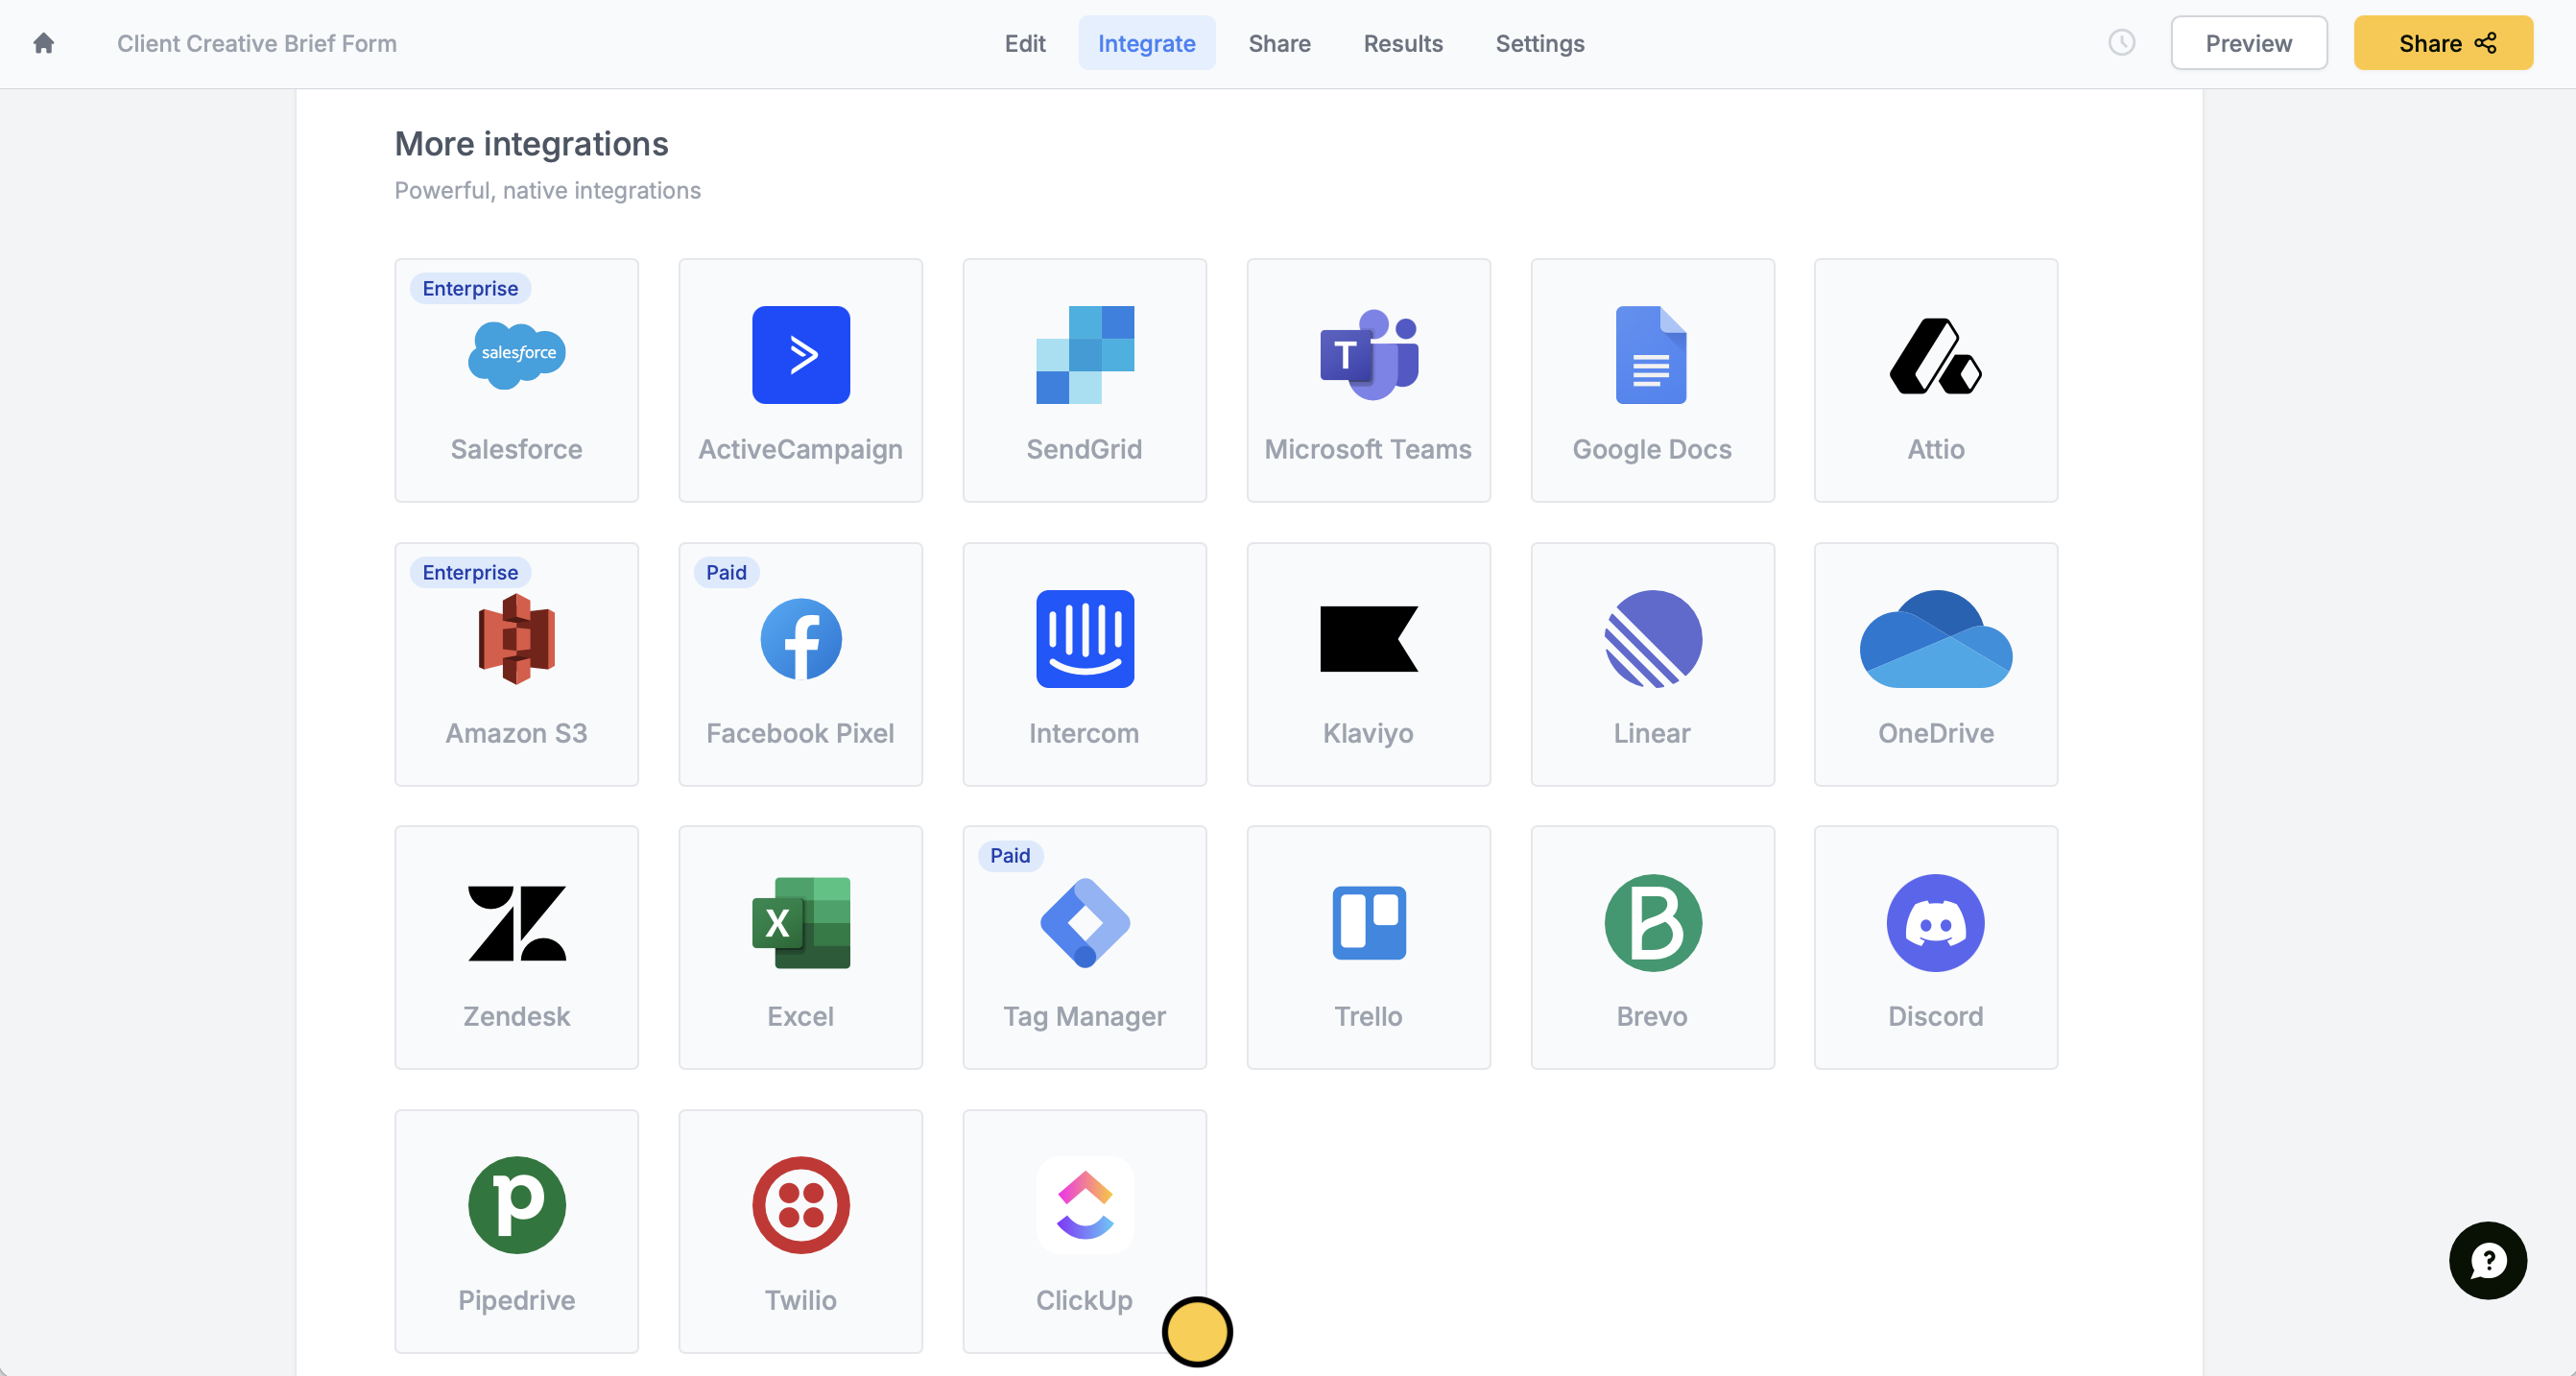 Client Creative Brief Form
Edit Integrate Share Results Settings
Preview Share
More integrations
Powerful, native integrations
Enterprise
salesforce
T
Salesforce ActiveCampaign SendGrid Microsoft Teams Google Docs Attio
Enterprise Paid
f
Amazon S3 Facebook Pixel Intercom Klaviyo Linear OneDrive
Paid
X B
Zendesk Excel Tag Manager Trello Brevo Discord
p
?
Pipedrive Twilio ClickUp